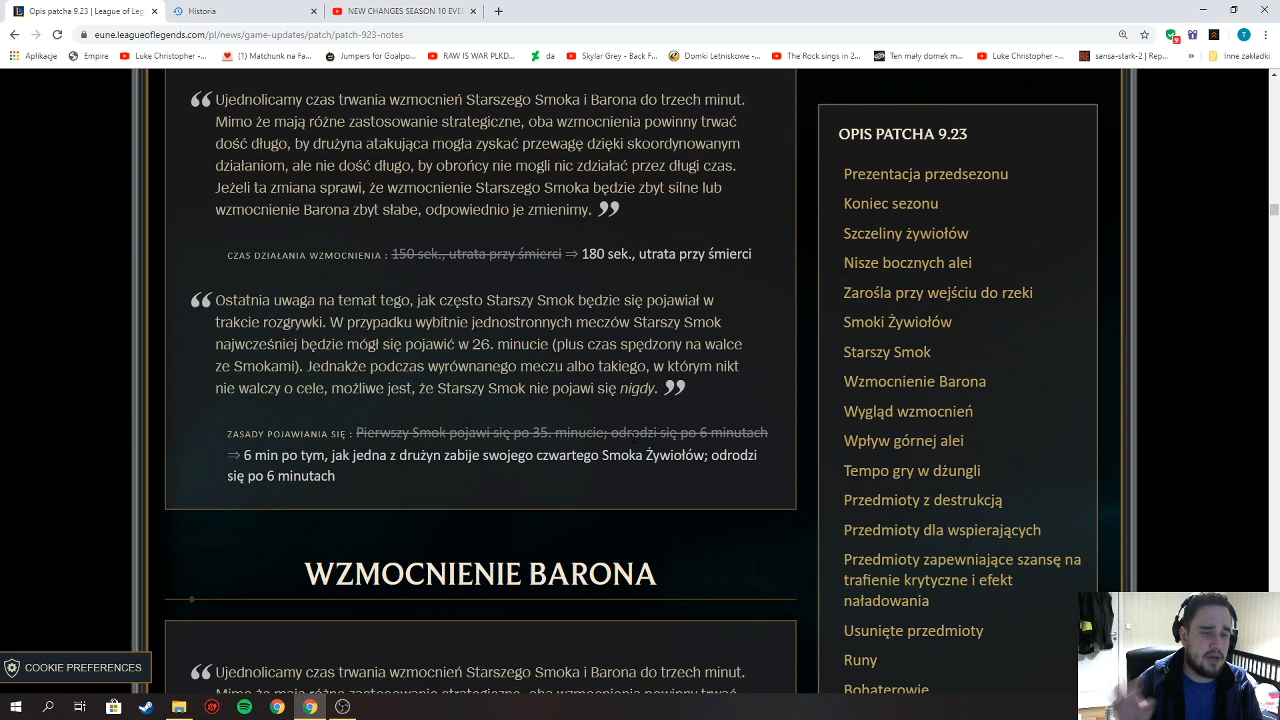 Opis patcha 9.23 | League of Leg
Historia
NEW CHANGES SEASON 10 EVE
eune.leagueoflegends.com/pl/news/game-updates/patch/patch-923-notes
Aplikacje
Empire
Luke Christopher -...
Matchunk na Fa...
Jumpers for Goalpo...
RAW IS WAR PLKD...
da
Skylar Grey - Back F...
Domki Letniskowe -...
The Rock sings in 2...
Ten mały domek m...
Luke Christopher -...
sansa-stark-2 | Rep...
Inne zakładki
Ujednolicamy czas trwania wzmocnień Starszego Smoka i Barona do trzech minut.
Mimo że mają różne zastosowanie strategiczne, oba wzmocnienia powinny trwać
dość długo, by drużyna atakująca mogła zyskać przewagę dzięki skoordynowanym
działaniom, ale nie dość długo, by obrońcy nie mogli nic zdziałać przez długi czas.
Jeżeli ta zmiana sprawi, że wzmocnienie Starszego Smoka będzie zbyt silne lub
wzmocnienie Barona zbyt słabe, odpowiednio je zmienimy.
CZAS DZIAŁANIA WZMOCNIENIA : 150 sek., utrata przy śmierci ⇒ 180 sek., utrata przy śmierci
Ostatnia uwaga na temat tego, jak często Starszy Smok będzie się pojawiał w
trakcie rozgrywki. W przypadku wybitnie jednostronnych meczów Starszy Smok
najwcześniej będzie mógł się pojawić w 26. minucie (plus czas spędzony na walce
ze Smokami). Jednakże podczas wyrównanego meczu albo takiego, w którym nikt
nie walczy o cele, możliwe jest, że Starszy Smok nie pojawi się nigdy.
ZASADY POJAWIANIA SIĘ : Pierwszy Smok pojawi się po 35. minucie; odrodzi się po 6 minutach
⇒ 6 min po tym, jak jedna z drużyn zabije swojego czwartego Smoka Żywiołów; odrodzi
się po 6 minutach
WZMOCNIENIE BARONA
Ujednolicamy czas trwania wzmocnień Starszego Smoka i Barona do trzech minut.
Mimo że mają różne zastosowanie strategiczne, oba wzmocnienia powinny trwać
OPIS PATCHA 9.23
Prezentacja przedsezonu
Koniec sezonu
Szczeliny żywiołów
Nisze bocznych alei
Zarośla przy wejściu do rzeki
Smoki Żywiołów
Starszy Smok
Wzmocnienie Barona
Wygląd wzmocnień
Wpływ górnej alei
Tempo gry w dżungli
Przedmioty z destrukcją
Przedmioty dla wspierających
Przedmioty zapewniające szansę na
trafienie krytyczne i efekt
naładowania
Usunięte przedmioty
Runy
Bohaterowie
COOKIE PREFERENCES